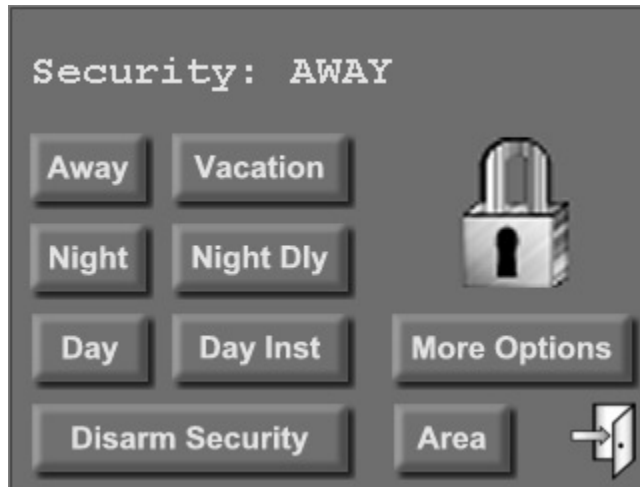 Security: AWAY
Away Vacation
Night Night Dly
Day Day Inst More Options
Disarm Security Area